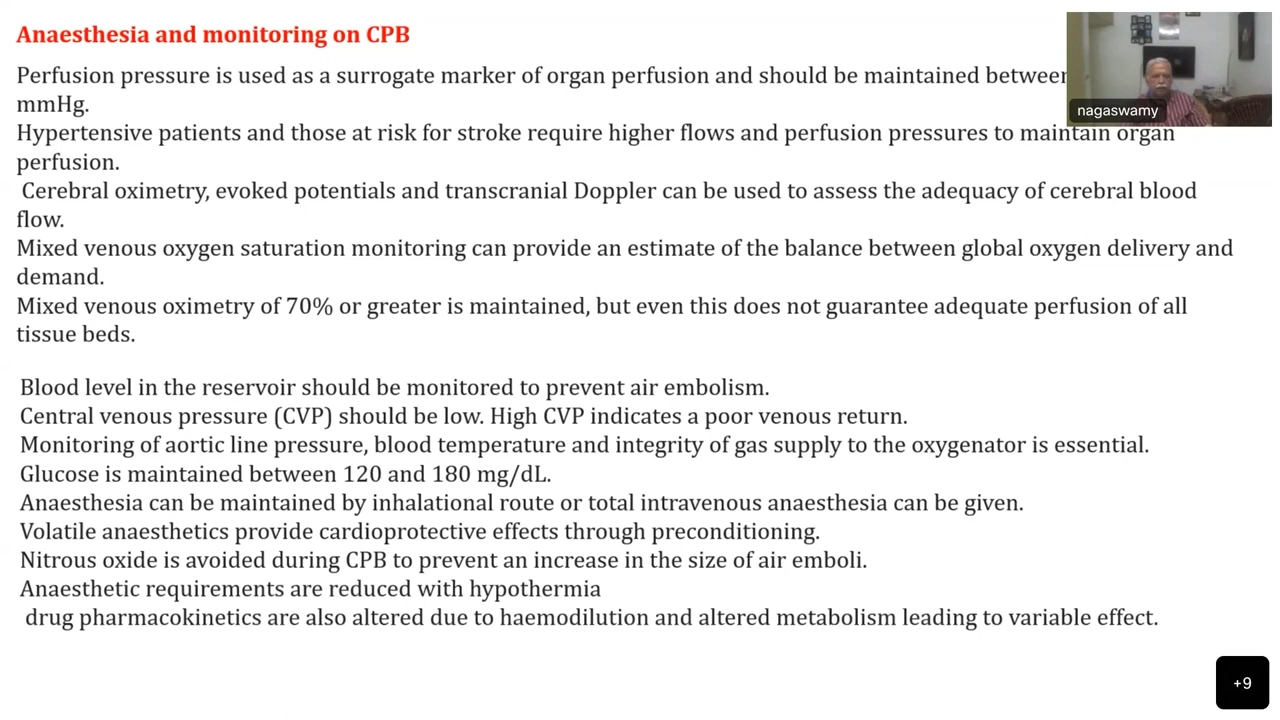 Anaesthesia and monitoring on CPB
Perfusion pressure is used as a surrogate marker of organ perfusion and should be maintained between
mmHg.
nagaswamy
Hypertensive patients and those at risk for stroke require higher flows and perfusion pressures to maintain organ
perfusion.
Cerebral oximetry, evoked potentials and transcranial Doppler can be used to assess the adequacy of cerebral blood
flow.
Mixed venous oxygen saturation monitoring can provide an estimate of the balance between global oxygen delivery and
demand.
Mixed venous oximetry of 70% or greater is maintained, but even this does not guarantee adequate perfusion of all
tissue beds.
Blood level in the reservoir should be monitored to prevent air embolism.
Central venous pressure (CVP) should be low. High CVP indicates a poor venous return.
Monitoring of aortic line pressure, blood temperature and integrity of gas supply to the oxygenator is essential.
Glucose is maintained between 120 and 180 mg/dL.
Anaesthesia can be maintained by inhalational route or total intravenous anaesthesia can be given.
Volatile anaesthetics provide cardioprotective effects through preconditioning.
Nitrous oxide is avoided during CPB to prevent an increase in the size of air emboli.
Anaesthetic requirements are reduced with hypothermia
drug pharmacokinetics are also altered due to haemodilution and altered metabolism leading to variable effect.
+9